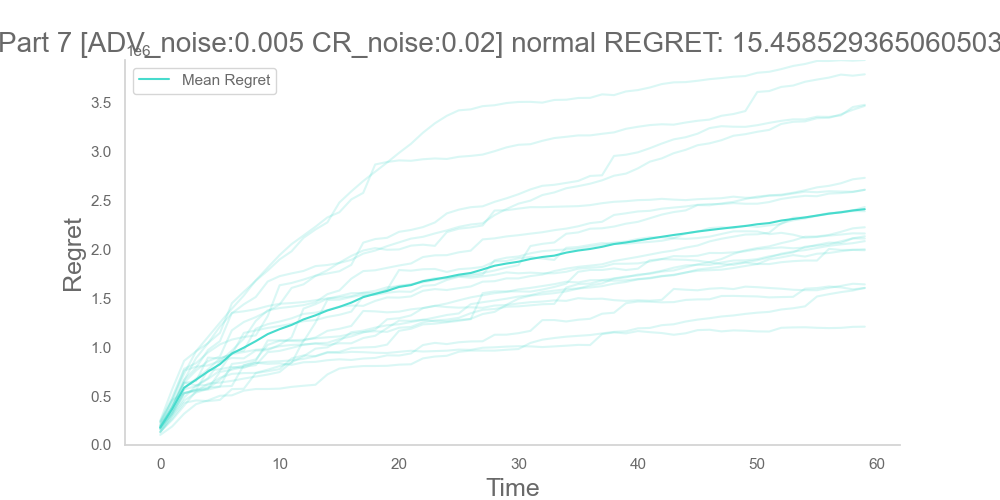 Part 7 [ADV_noise:0.005 CR_noise:0.02] normal REGRET: 15.458529365060503
1e6
Mean Regret
3.5
3.0
2.5
2.0
1.5
1.0
0.5
0.0
Regret
0 10 20 30 40 50 60
Time